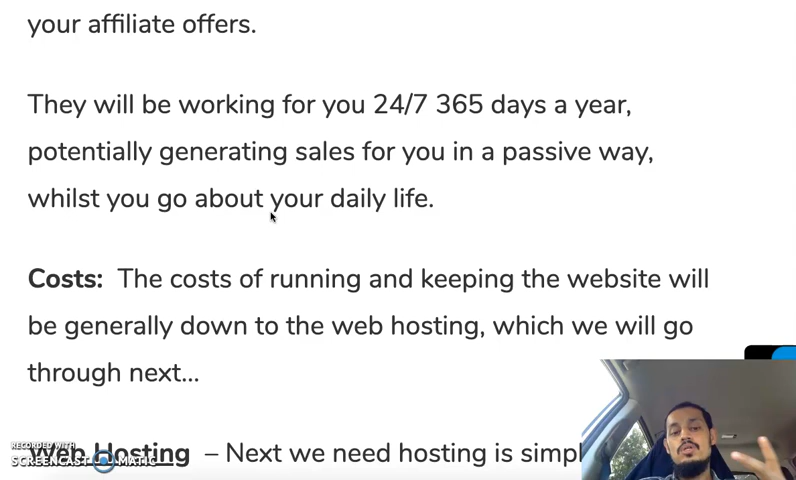 your affiliate offers.
They will be working for you 24/7 365 days a year,
potentially generating sales for you in a passive way,
whilst you go about your daily life.
Costs: The costs of running and keeping the website will
be generally down to the web hosting, which we will go
through next...
Web Hosting – Next we need hosting is simpl
RECORDED WITH
SCREENCAST MATIC